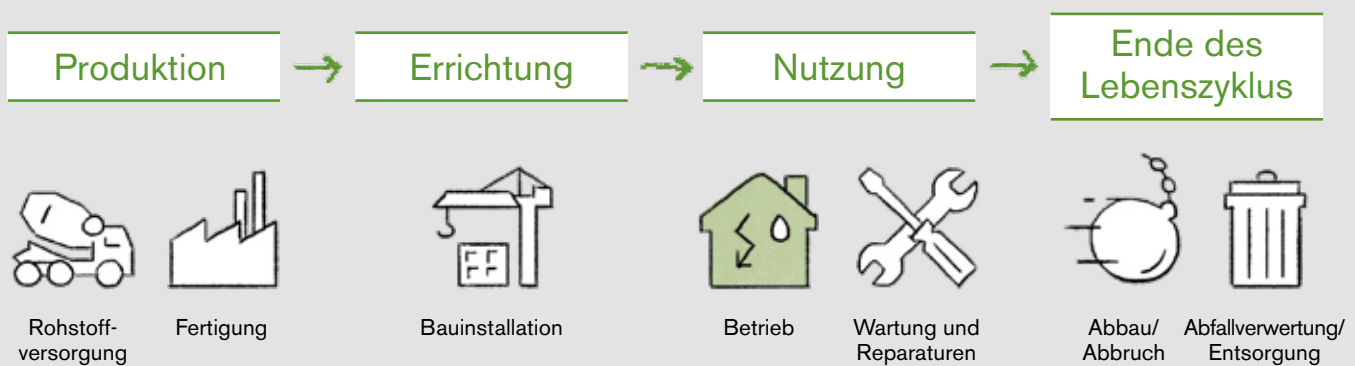 Produktion
Errichtung
Nutzung
Ende des
Lebenszyklus
Rohstoff-
versorgung
Fertigung
Bauinstallation
Betrieb
Wartung und
Reparaturen
Abbau/
Abbruch
Abfallverwertung/
Entsorgung